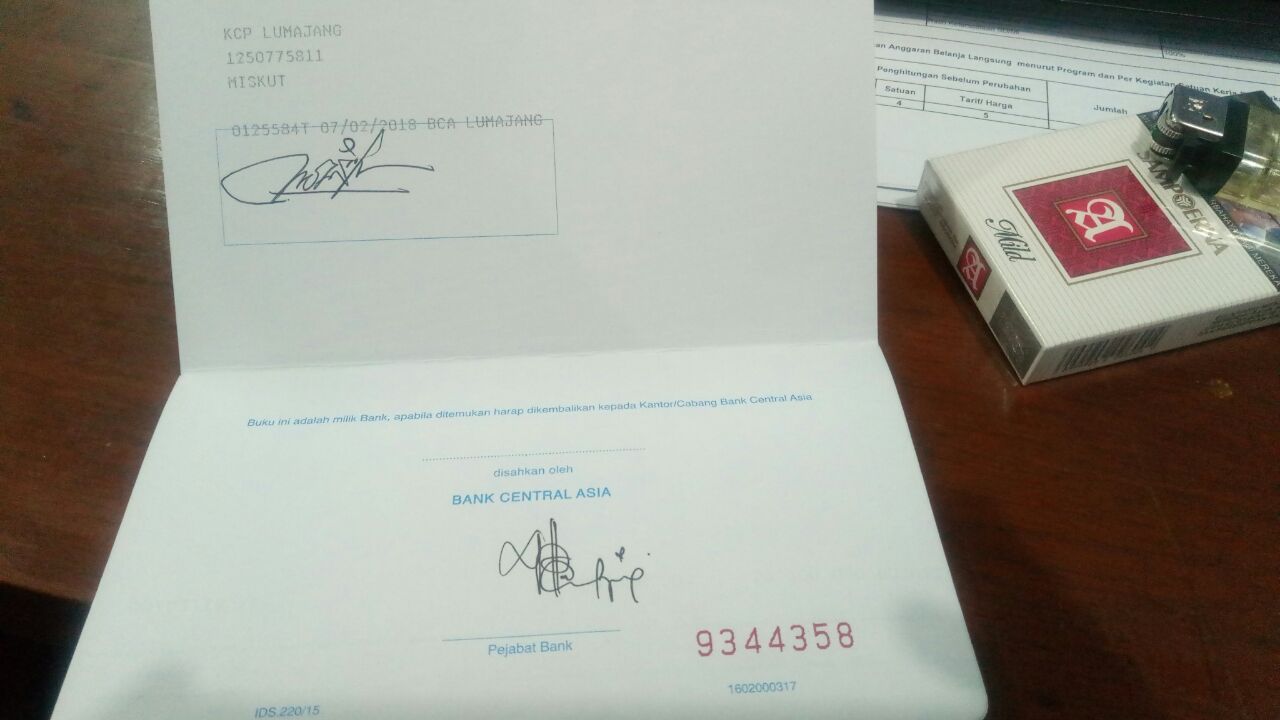 KCP LUMAJANG
1250775811
MISKUT
0125584T 07/02/2018 BCA LUMAJANG
Buku ini adalah milik Bank, apabila ditemukan harap dikembalikan kepada Kantor/Cabang Bank Central Asia
disahkan oleh
BANK CENTRAL ASIA
Pejabat Bank
9344358
1602000317
IDS.220/15
100%
an Anggaran Belanja Langsung menurut Program dan Per Kegiatan Satuan Kerja
Penghitungan Sebelum Perubahan
Satuan
Tarif/ Harga
Jumlah
4
5
SAMPOERNA
A
Mild
A